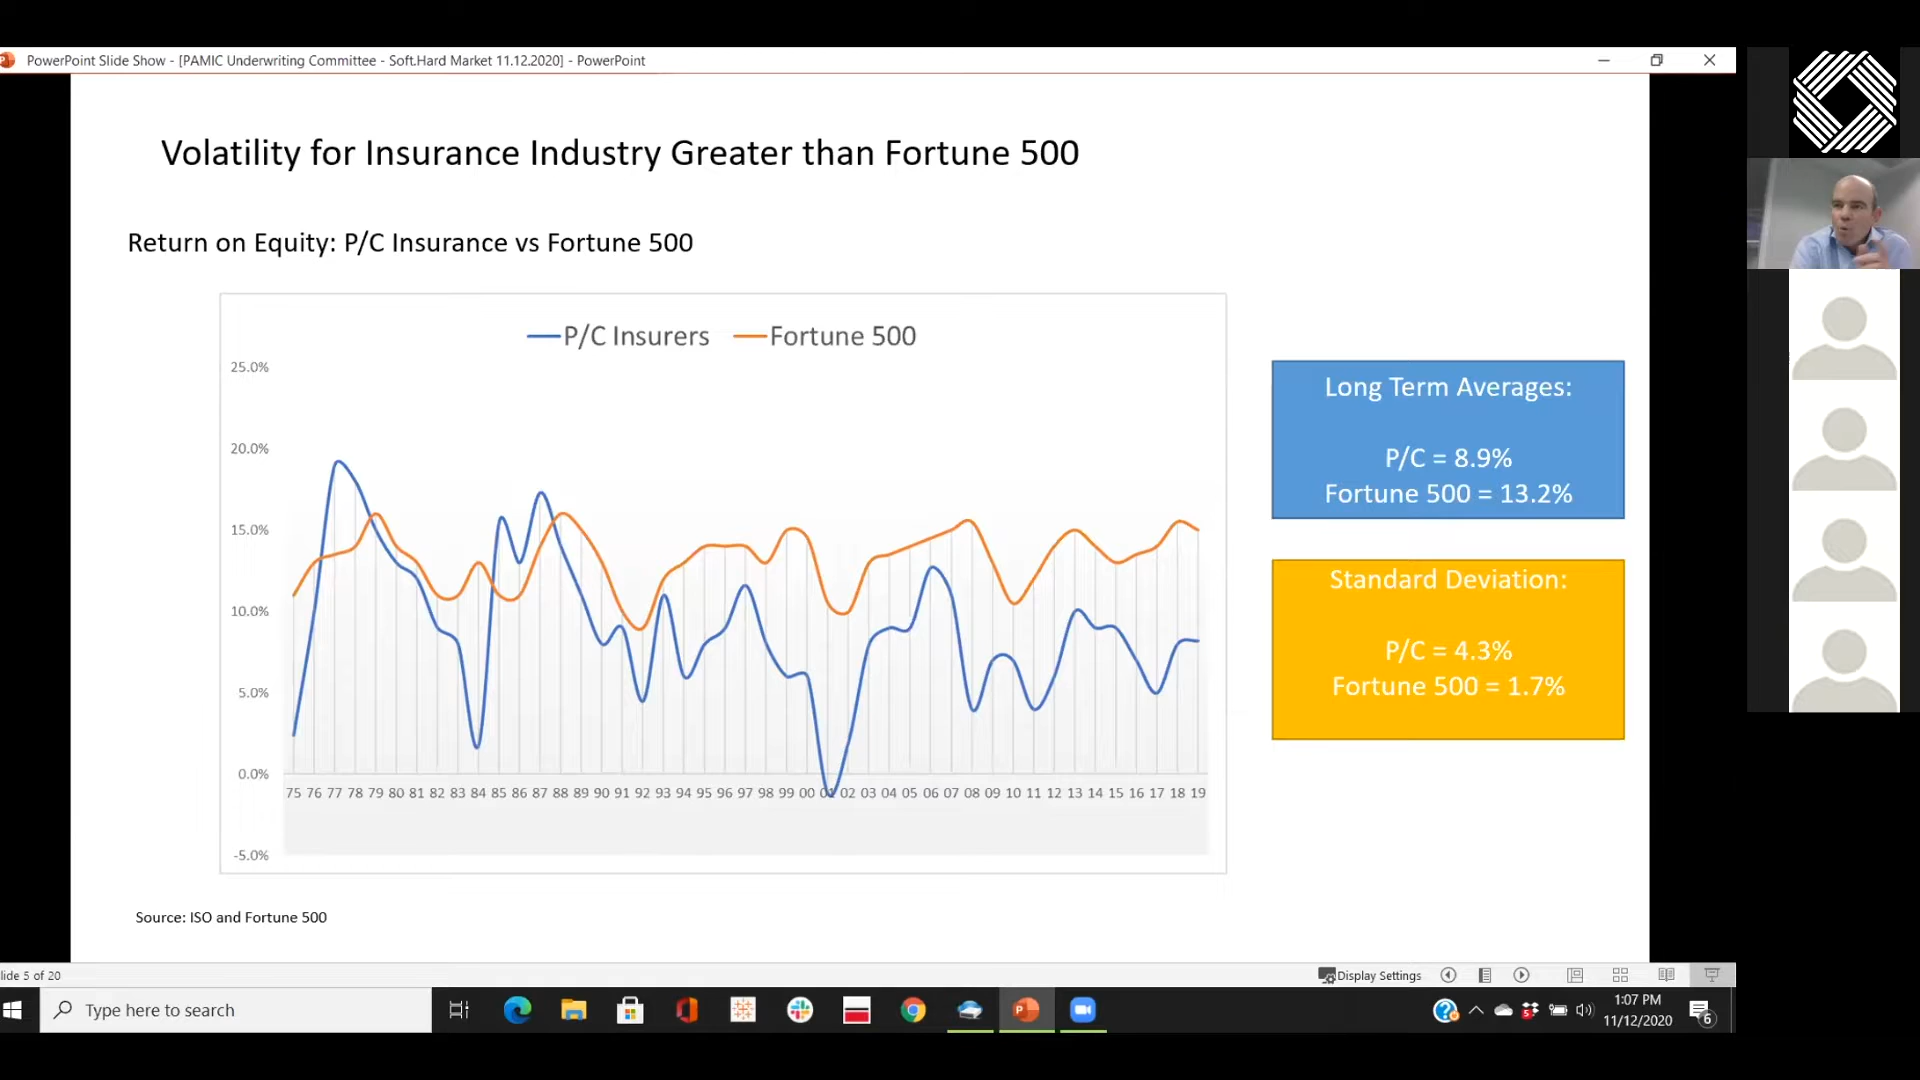 PowerPoint Slide Show - [PAMIC Underwriting Committee - Soft.Hard Market 11.12.2020] - PowerPoint
Volatility for Insurance Industry Greater than Fortune 500
Return on Equity: P/C Insurance vs Fortune 500
P/C Insurers Fortune 500
25.0%
20.0%
15.0%
10.0%
5.0%
0.0%
-5.0%
75 76 77 78 79 80 81 82 83 84 85 86 87 88 89 90 91 92 93 94 95 96 97 98 99 00 01 02 03 04 05 06 07 08 09 10 11 12 13 14 15 16 17 18 19
Long Term Averages:
P/C = 8.9%
Fortune 500 = 13.2%
Standard Deviation:
P/C = 4.3%
Fortune 500 = 1.7%
Source: ISO and Fortune 500
lide 5 of 20
Display Settings
Type here to search
1:07 PM
11/12/2020
6